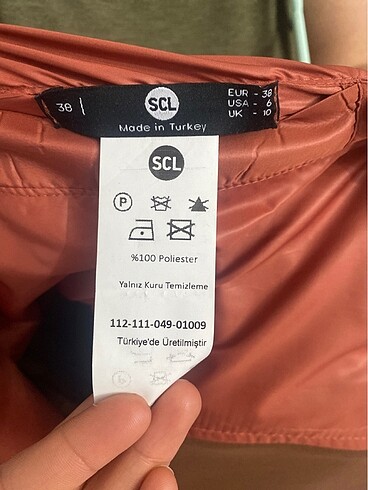 38
SCL
EUR - 38
USA - 6
UK - 10
Made in Turkey
SCL
P
%100 Poliester
Yalnız Kuru Temizleme
112-111-049-01009
Türkiye'de Üretilmiştir